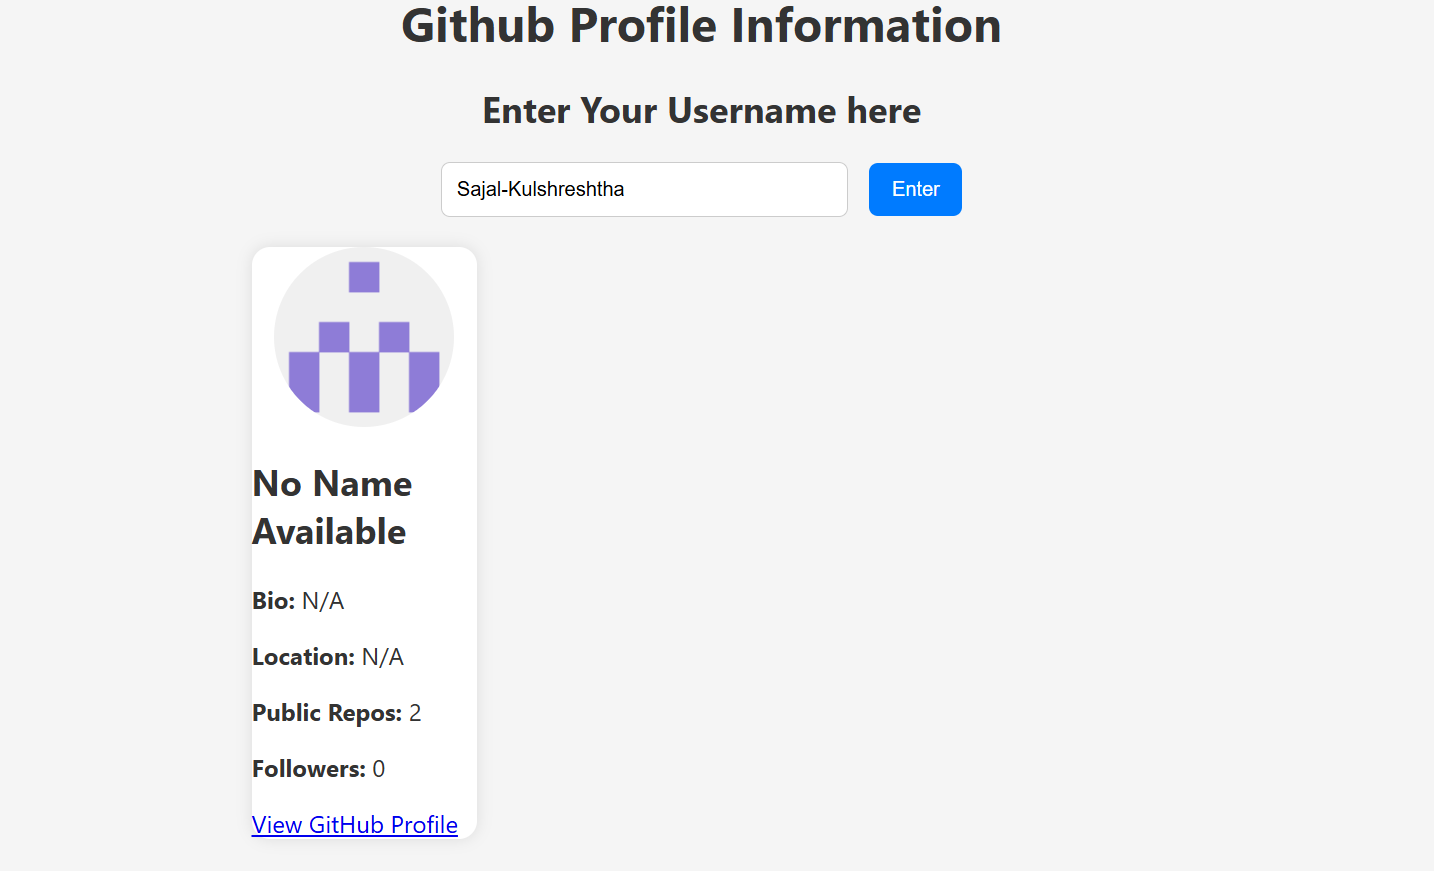 Github Profile Information
Enter Your Username here
Sajal-Kulshreshtha
Enter
No Name
Available
Bio: N/A
Location: N/A
Public Repos: 2
Followers: 0
View GitHub Profile